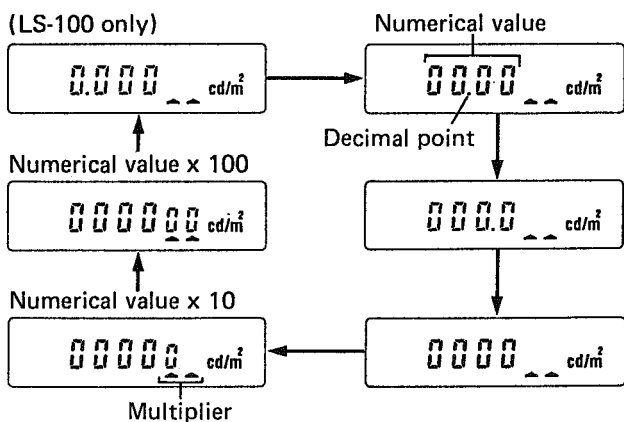 (LS-100 only)
Numerical value
0.000 cd/m²
00.00 cd/m²
Decimal point
Numerical value x 100
000000 cd/m²
000.0 cd/m²
Numerical value x 10
00000 cd/m²
0000 cd/m²
Multiplier